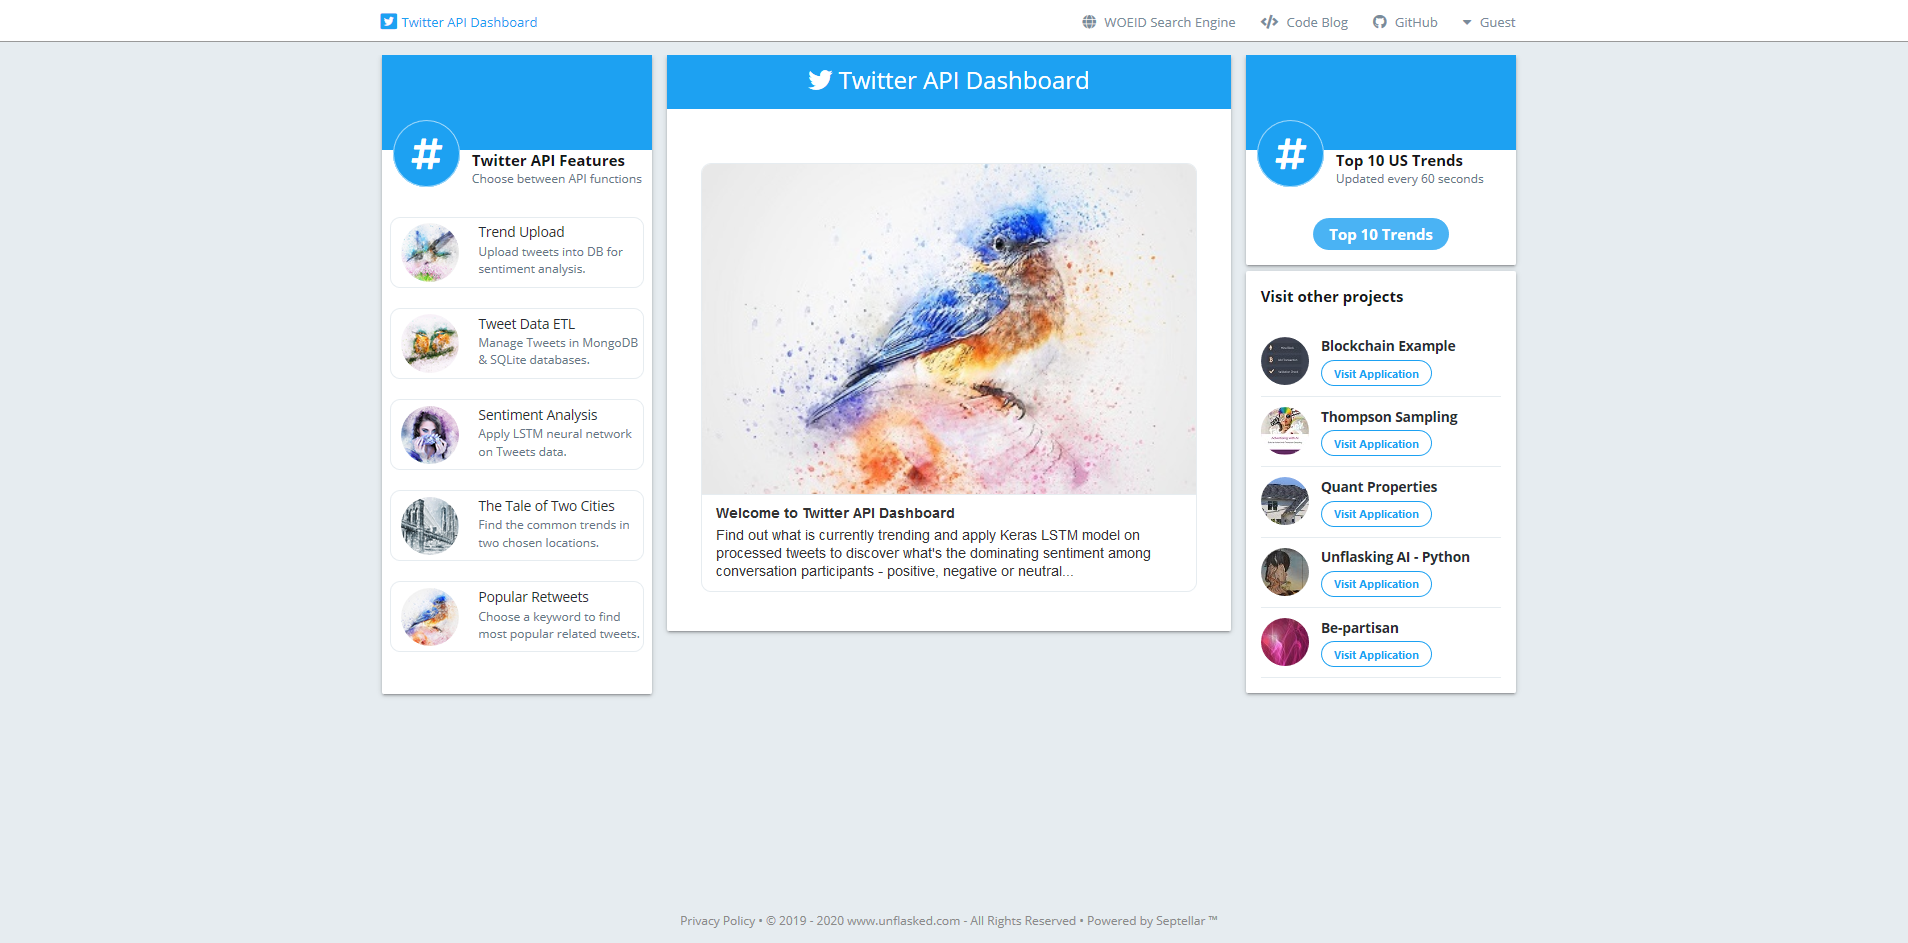 Twitter API Dashboard
WOEID Search Engine
Code Blog
GitHub
Guest
#
Twitter API Features
Choose between API functions
Trend Upload
Upload tweets into DB for
sentiment analysis.
Tweet Data ETL
Manage Tweets in MongoDB
& SQLite databases.
Sentiment Analysis
Apply LSTM neural network
on Tweets data.
The Tale of Two Cities
Find the common trends in
two chosen locations.
Popular Retweets
Choose a keyword to find
most popular related tweets.
Twitter API Dashboard
Welcome to Twitter API Dashboard
Find out what is currently trending and apply Keras LSTM model on
processed tweets to discover what's the dominating sentiment among
conversation participants - positive, negative or neutral...
#
Top 10 US Trends
Updated every 60 seconds
Top 10 Trends
Visit other projects
Blockchain Example
Visit Application
Thompson Sampling
Visit Application
Quant Properties
Visit Application
Unflasking AI - Python
Visit Application
Be-partisan
Visit Application
Privacy Policy • © 2019 - 2020 www.unflasked.com - All Rights Reserved • Powered by Septellar ™